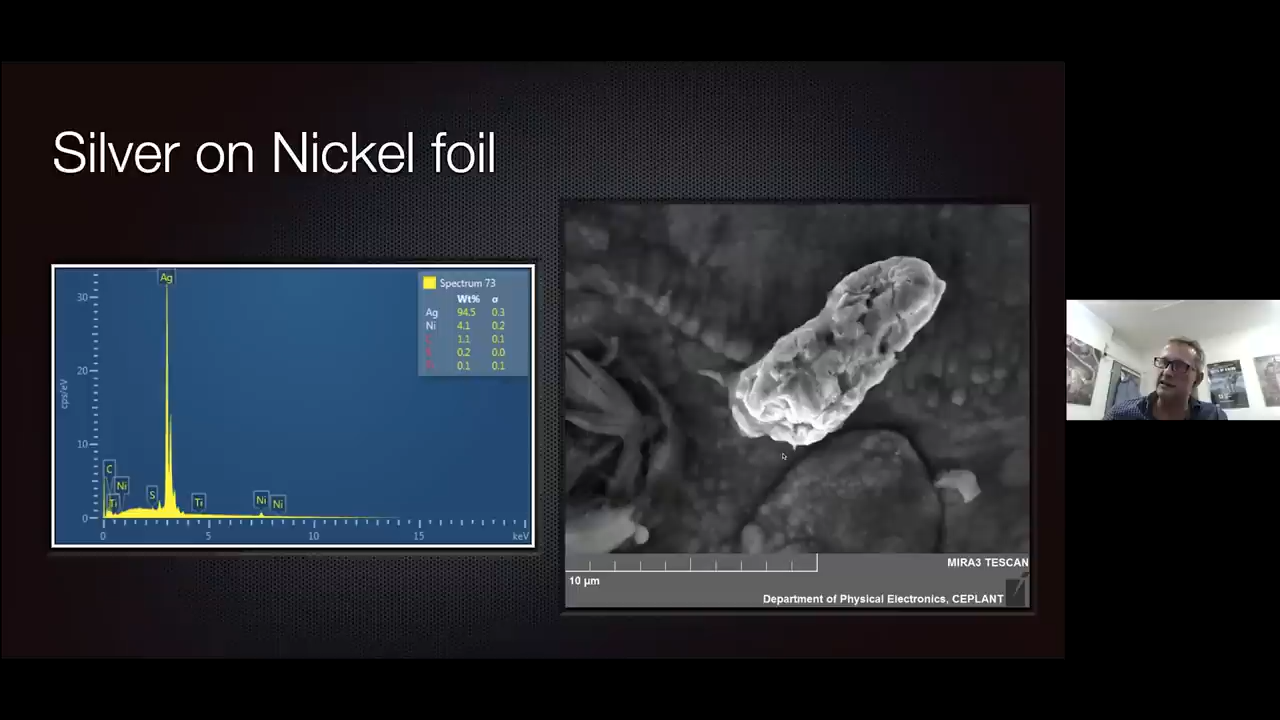 Silver on Nickel foil
Ag
Spectrum 73
Wt% σ
Ag 94.5 0.3
Ni 4.1 0.2
1.1 0.1
0.2 0.0
0.1 0.1
30
20
10
0
cps/eV
C
Ni
Ti
S
Ti
Ni
Ni
0 5 10 15 keV
MIRA3 TESCAN
10 µm
Department of Physical Electronics, CEPLANT